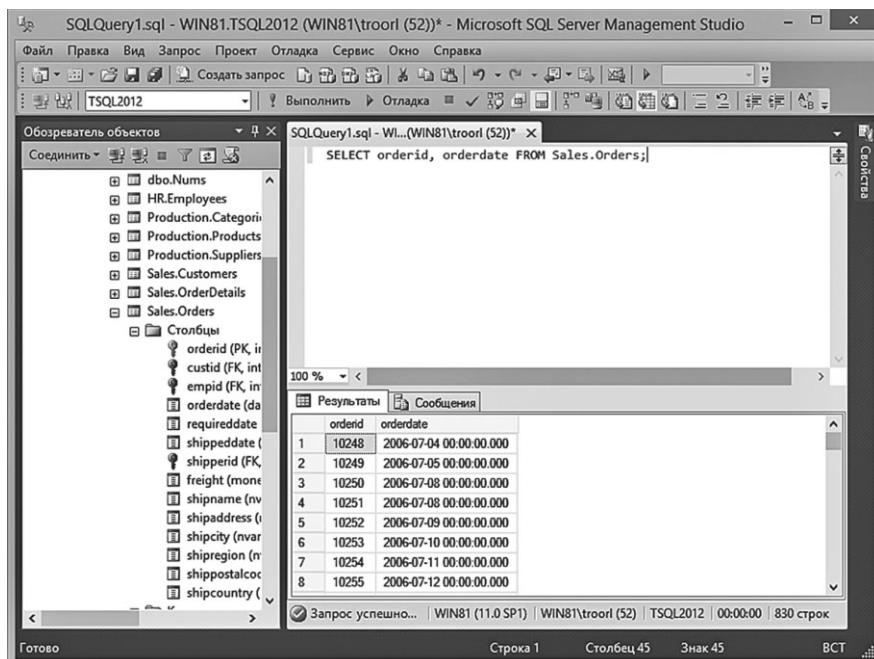 SQLQuery1.sql - WIN81.TSQL2012 (WIN81\troorl (52))* - Microsoft SQL Server Management Studio
Файл Правка Вид Запрос Проект Отладка Сервис Окно Справка
Создать запрос
TSQL2012 Выполнить Отладка
Обозреватель объектов
Соединить
dbo.Nums
HR.Employees
Production.Categori
Production.Products
Production.Suppliers
Sales.Customers
Sales.OrderDetails
Sales.Orders
Столбцы
orderid (PK, in
custid (FK, int
empid (FK, in
orderdate (da
requireddate
shippeddate (
shipperid (FK,
freight (mone
shipname (nv
shipaddress (
shipcity (nvar
shipregion (n
shippostalcod
shipcountry (
SQLQuery1.sql - WI...(WIN81\troorl (52))*
SELECT orderid, orderdate FROM Sales.Orders;
100 %
Результаты Сообщения
orderid orderdate
1 10248 2006-07-04 00:00:00.000
2 10249 2006-07-05 00:00:00.000
3 10250 2006-07-08 00:00:00.000
4 10251 2006-07-08 00:00:00.000
5 10252 2006-07-09 00:00:00.000
6 10253 2006-07-10 00:00:00.000
7 10254 2006-07-11 00:00:00.000
8 10255 2006-07-12 00:00:00.000
Запрос успешно... WIN81 (11.0 SP1) WIN81\troorl (52) TSQL2012 00:00:00 830 строк
Свойства
Готово Строка 1 Столбец 45 Знак 45 ВСТ